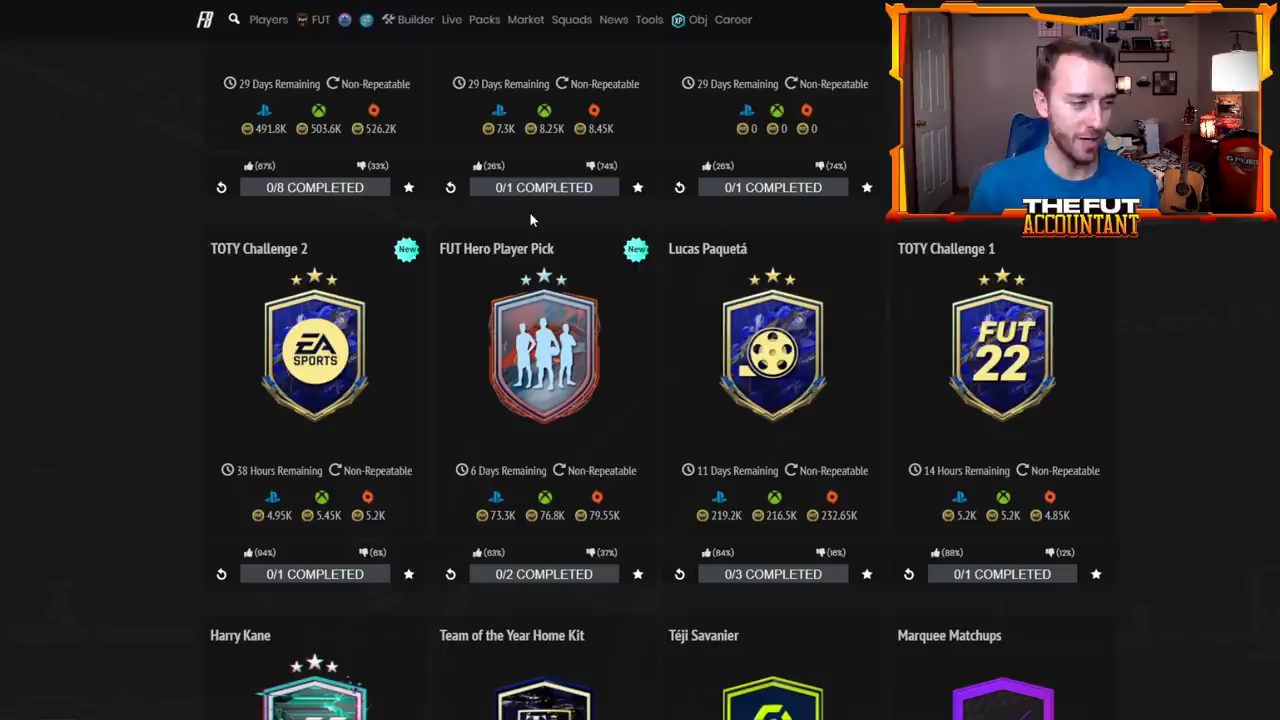 FB Players FUT Builder Live Packs Market Squads News Tools XP Obj Career
29 Days Remaining Non-Repeatable 29 Days Remaining Non-Repeatable 29 Days Remaining Non-Repeatable
491.8K 503.6K 526.2K 7.3K 8.25K 8.45K 0 0 0
(67%) (33%) (26%) (74%) (26%) (74%)
0/8 COMPLETED 0/1 COMPLETED 0/1 COMPLETED
THE FUT
ACCOUNTANT
TOTY Challenge 2 New FUT Hero Player Pick New Lucas Paquetá TOTY Challenge 1
EA
SPORTS
FUT
22
38 Hours Remaining Non-Repeatable 6 Days Remaining Non-Repeatable 11 Days Remaining Non-Repeatable 14 Hours Remaining Non-Repeatable
4.95K 5.45K 5.2K 73.3K 76.8K 79.55K 219.2K 216.5K 232.65K 5.2K 5.2K 4.85K
(94%) (6%) (63%) (37%) (84%) (16%) (88%) (12%)
0/1 COMPLETED 0/2 COMPLETED 0/3 COMPLETED 0/1 COMPLETED
Harry Kane Team of the Year Home Kit Téji Savanier Marquee Matchups